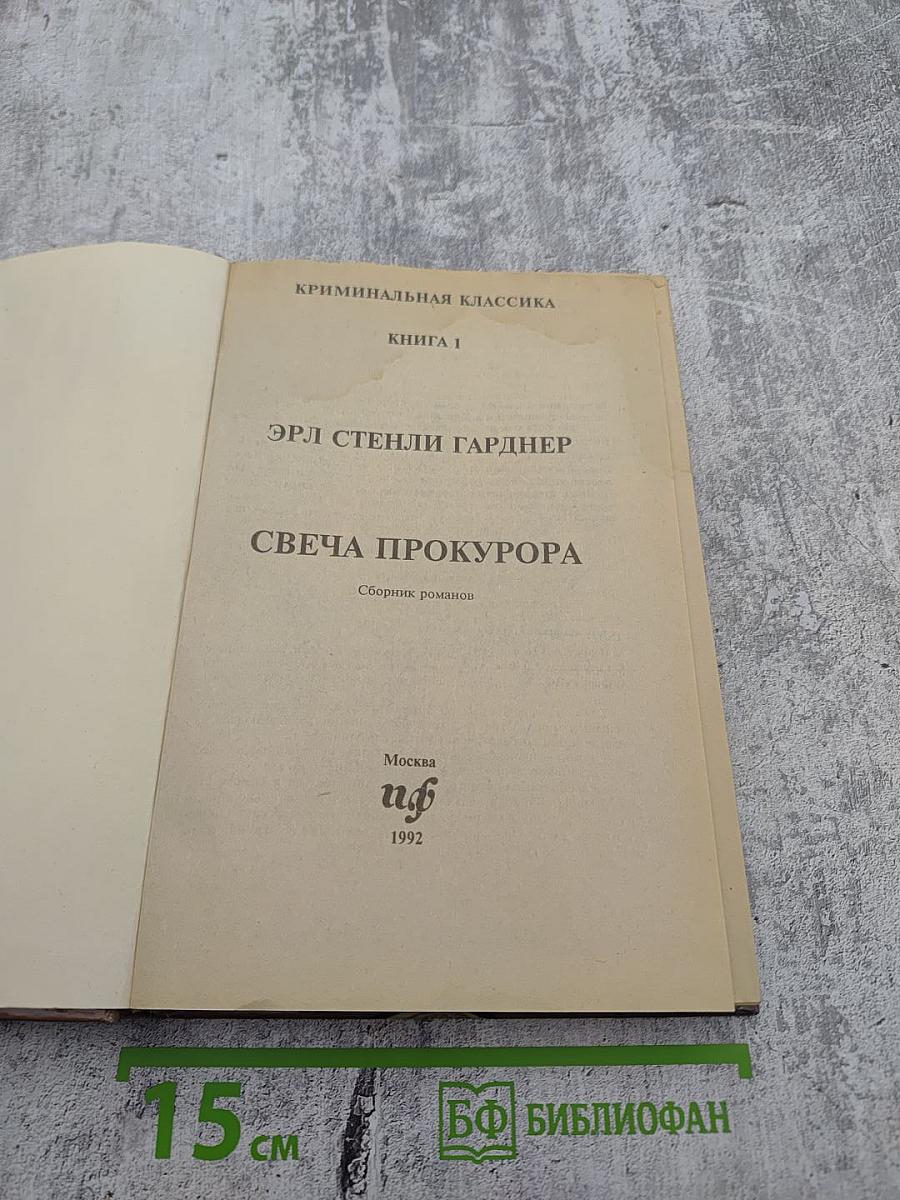 КРИМИНАЛЬНАЯ КЛАССИКА
КНИГА 1
ЭРЛ СТЕНЛИ ГАРДНЕР
СВЕЧА ПРОКУРОРА
Сборник романов
Москва
ИФ
1992
15 см
БФ БИБЛИОФАН